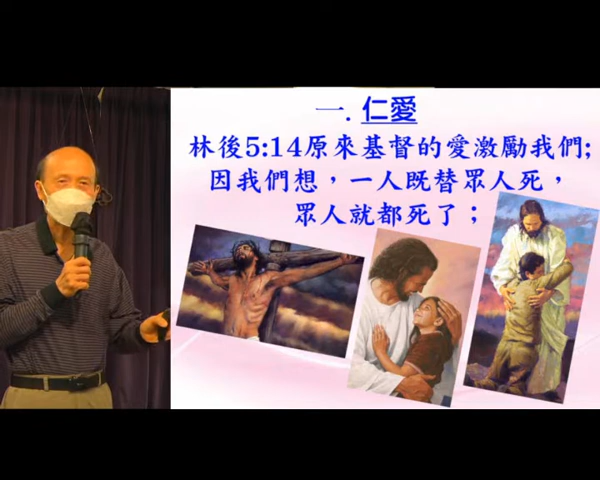 一. 仁愛
林後5:14原來基督的愛激勵我們;
因我們想，一人既替眾人死，
眾人就都死了；